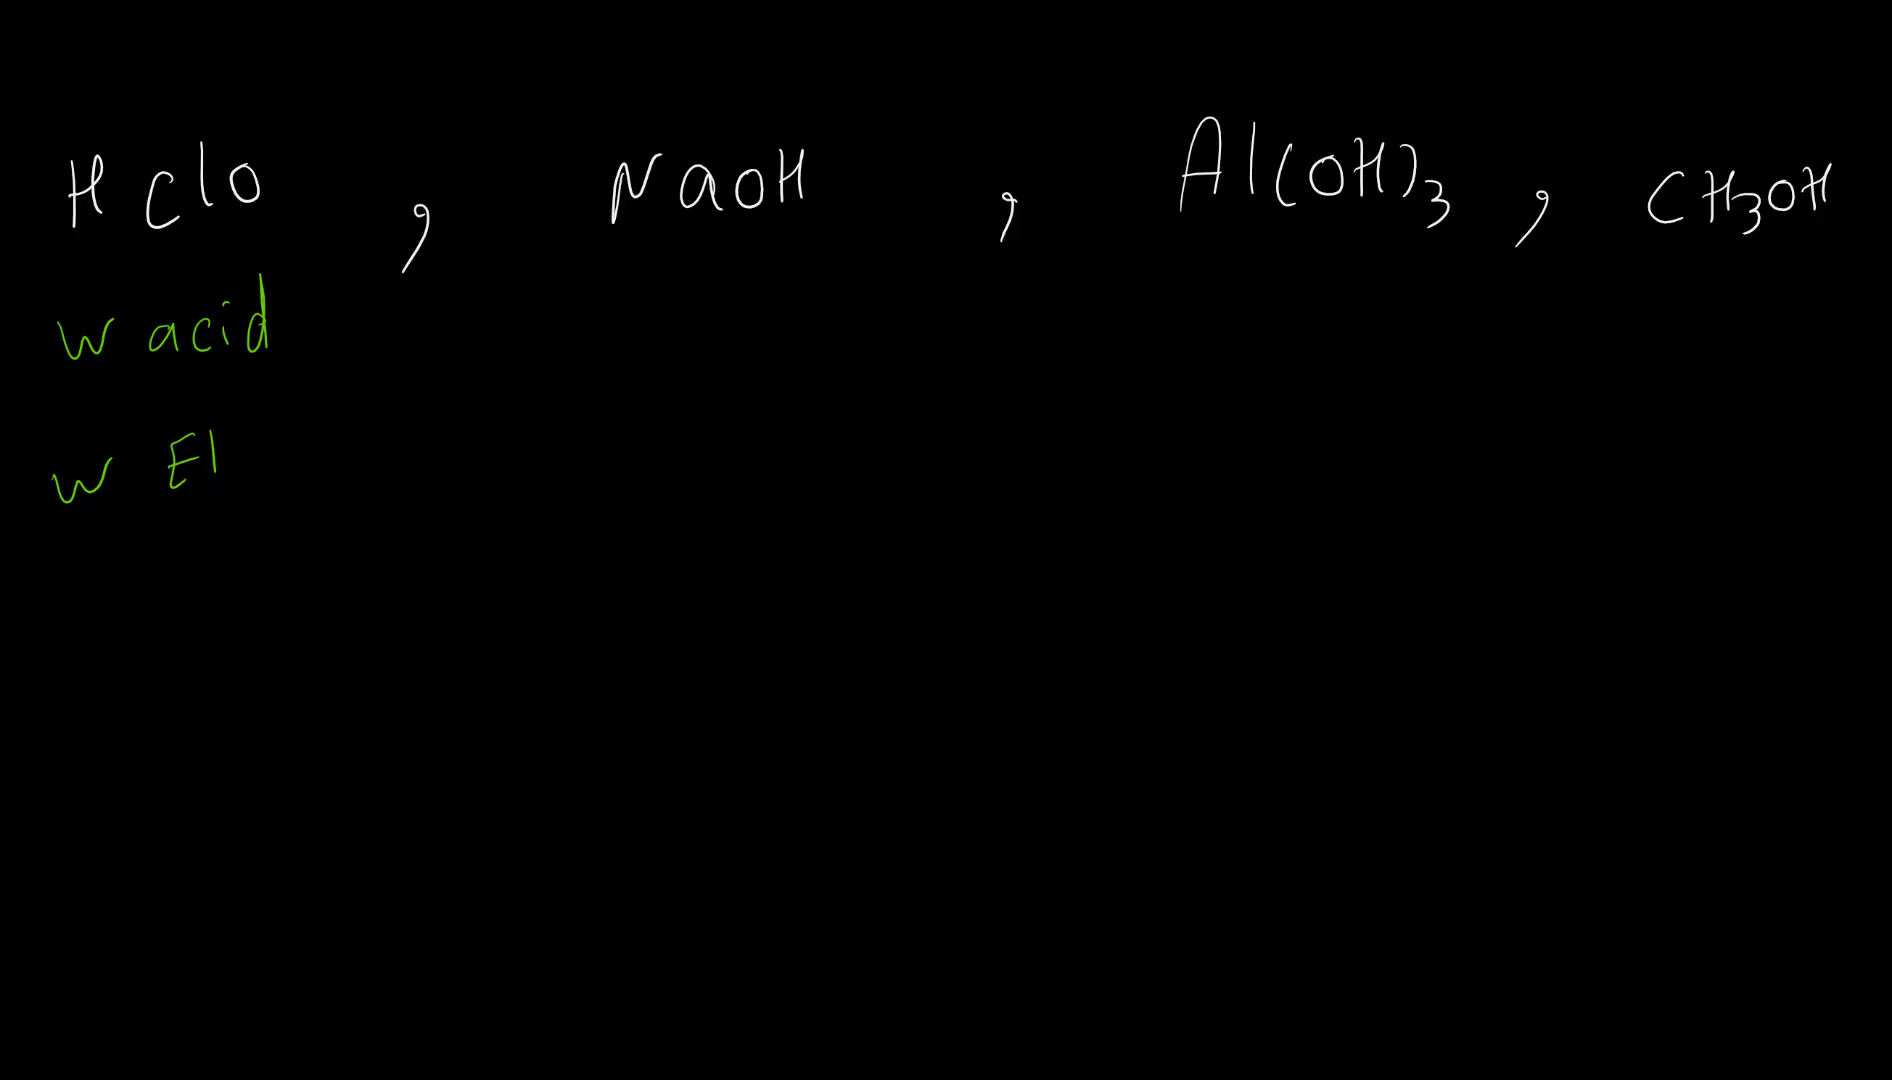 HClO , NaOH , Al(OH)3 , CH3OH
w acid
w El